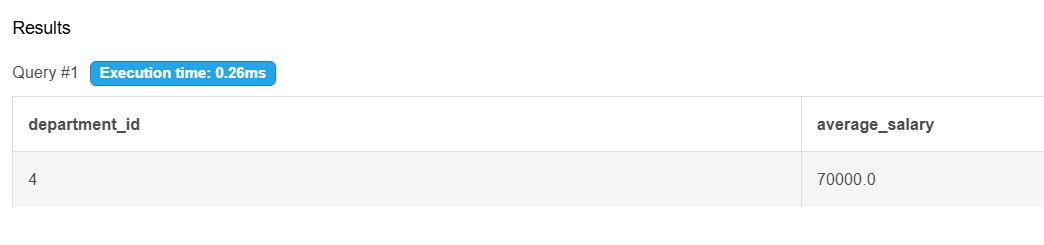 Results
Query #1 Execution time: 0.26ms
department_id average_salary
4 70000.0